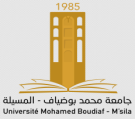 1985
جامعة محمد بوضياف - المسيلة
Université Mohamed Boudiaf - M'sila